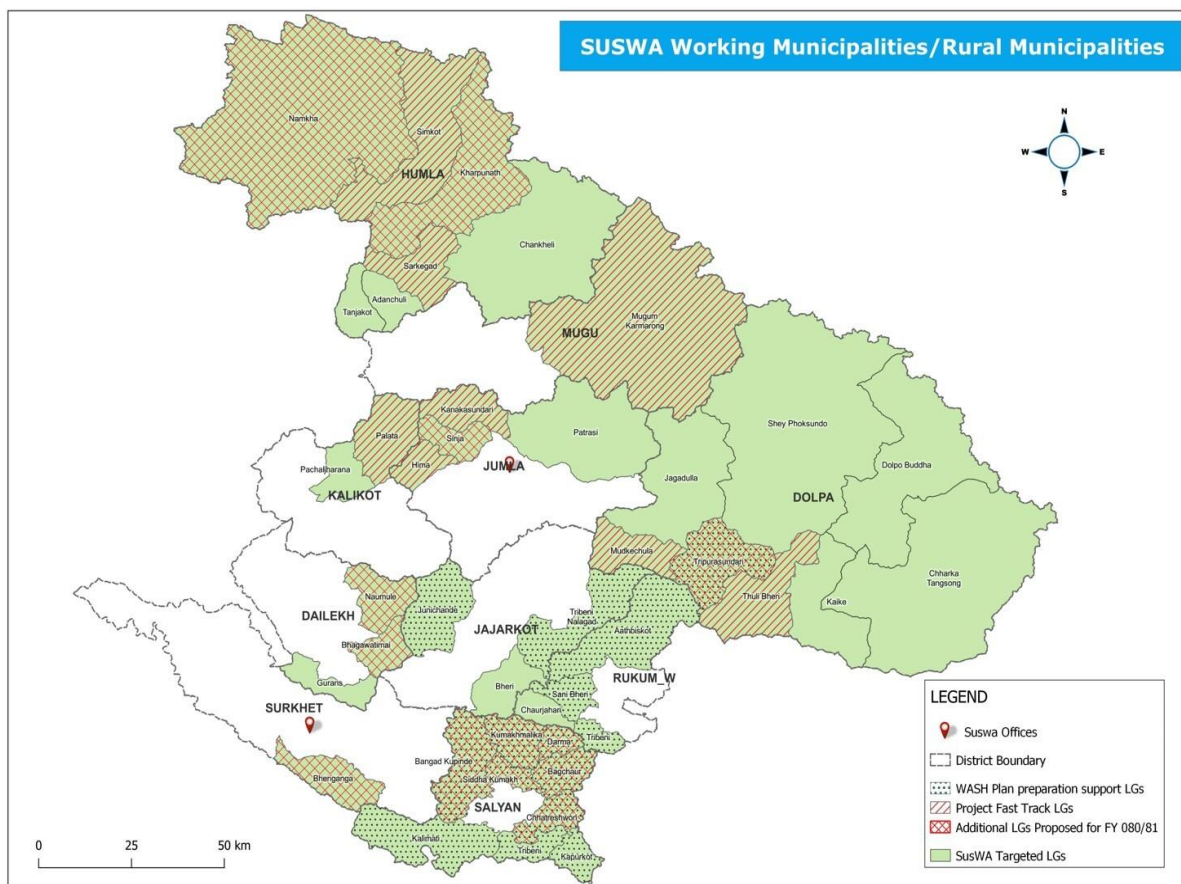 SUSWA Working Municipalities/Rural Municipalities
N
W
E
S
Namkha
Simkot
HUMLA
Kharpunath
Chankheli
Sarkegad
Adanchuli
Tanjakot
Mugum
Karmarong
MUGU
Kanakasundari
Palata
Sinja
Patrasi
Shey Phoksundo
Hima
JUMLA
Pachaljharana
KALIKOT
Jagadulla
Dolpo Buddha
DOLPA
Mudkechula
Tripurasundari
Chharka
Tangsong
Thuli Bheri
Kaike
Naumule
Junichande
DAILEKH
Tribeni
Nalagad
JAJARKOT
Aathbiskot
Bhagawatimai
Gurans
Bheri
RUKUM_W
Sani Bheri
SURKHET
Chaurjahari
Kumakhmalika
Tribeni
Darma
Bangad Kupinde
Bagchaur
Siddha Kumakh
Bhenganga
SALYAN
Chhatreshwori
Kalimati
Tribeni
Kapurkot
0
25
50 km
LEGEND
Suswa Offices
District Boundary
WASH Plan preparation support LGs
Project Fast Track LGs
Additional LGs Proposed for FY 080/81
SusWA Targeted LGs